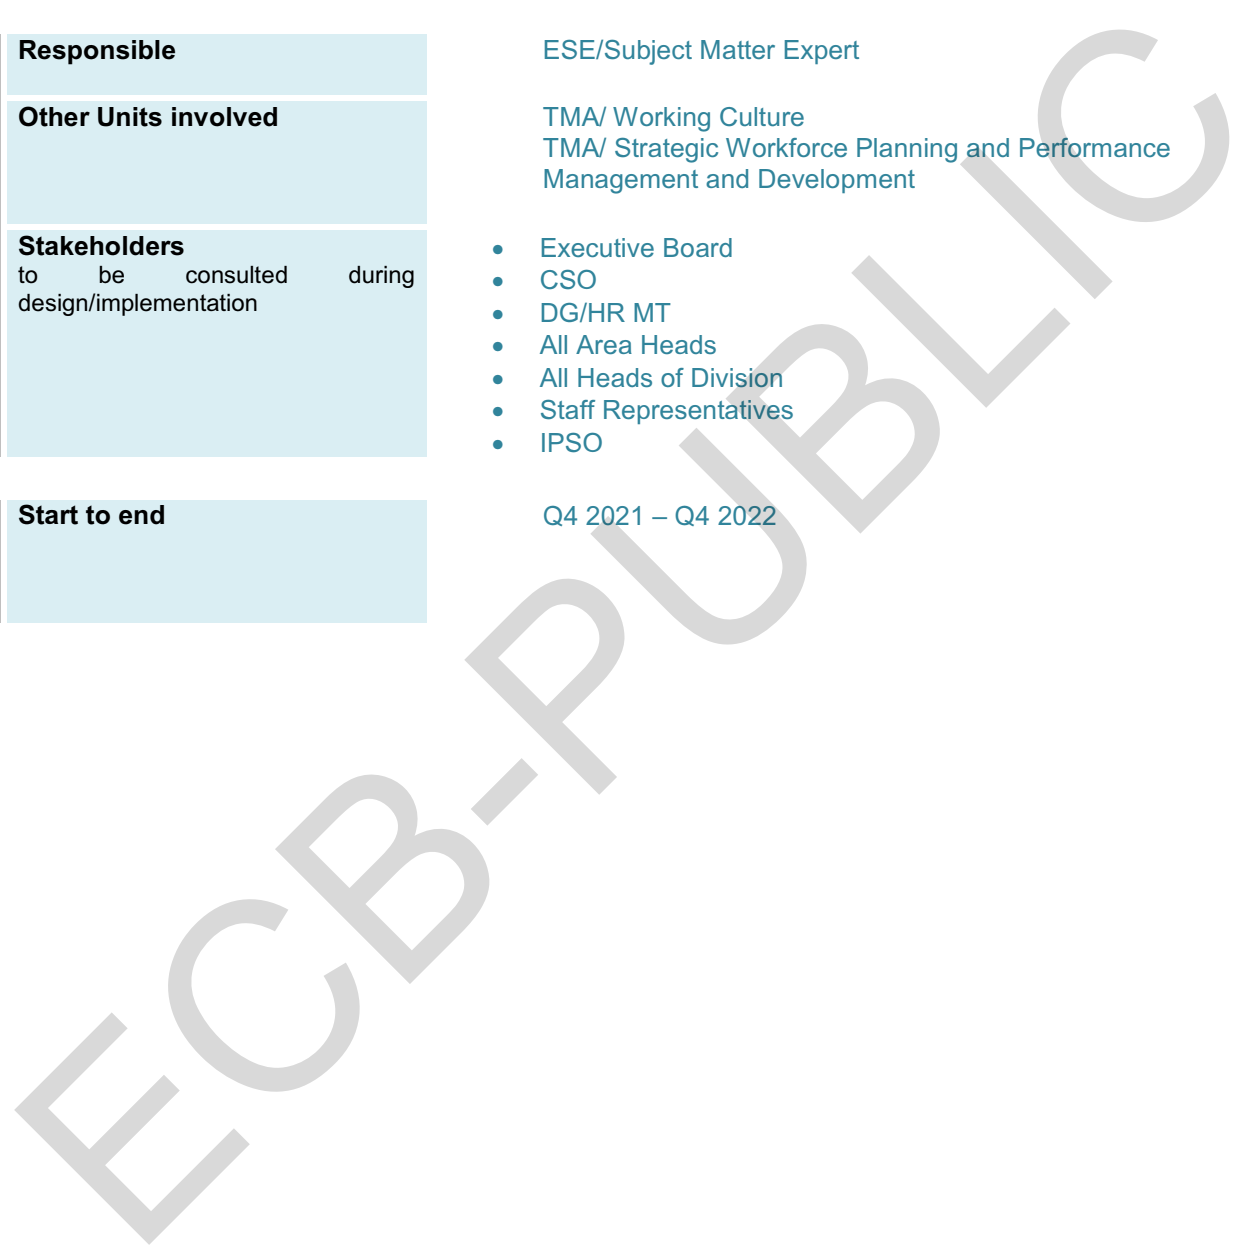 Responsible ESE/Subject Matter Expert
Other Units involved TMA/ Working Culture
TMA/ Strategic Workforce Planning and Performance
Management and Development
Stakeholders
to be consulted during
design/implementation
• Executive Board
• CSO
• DG/HR MT
• All Area Heads
• All Heads of Division
• Staff Representatives
• IPSO
Start to end Q4 2021 – Q4 2022
ECB-PUBLIC